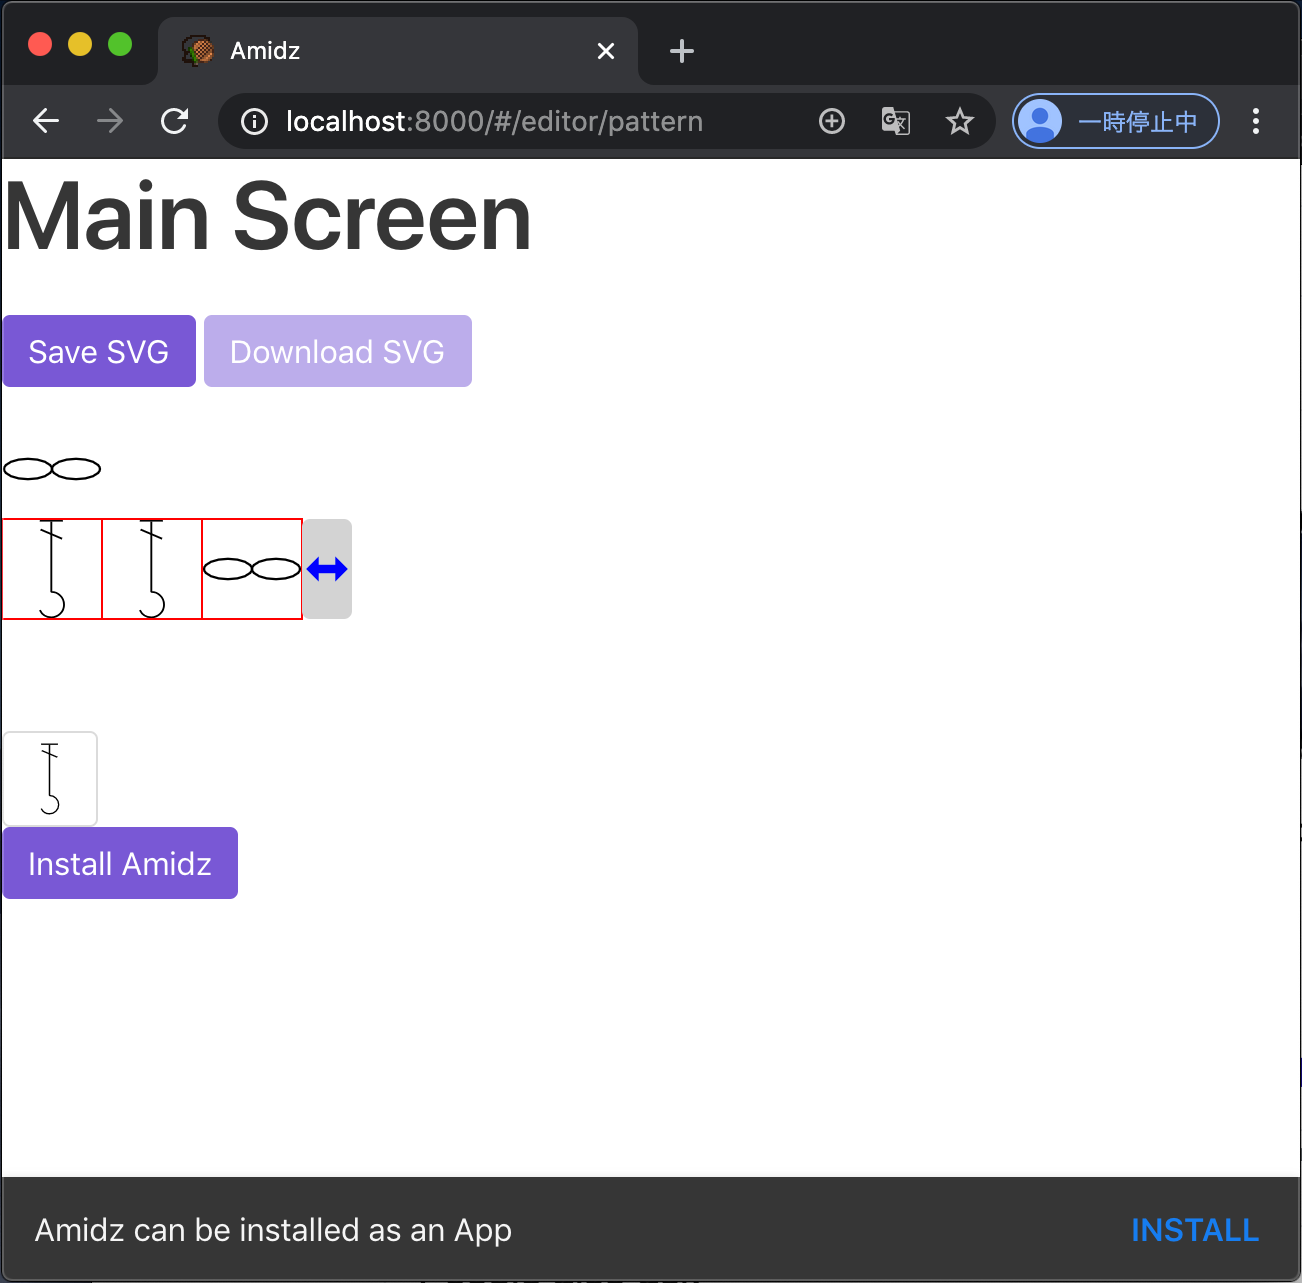 Amidz
localhost:8000/#/editor/pattern
一時停止中
Main Screen
Save SVG
Download SVG
Install Amidz
Amidz can be installed as an App
INSTALL